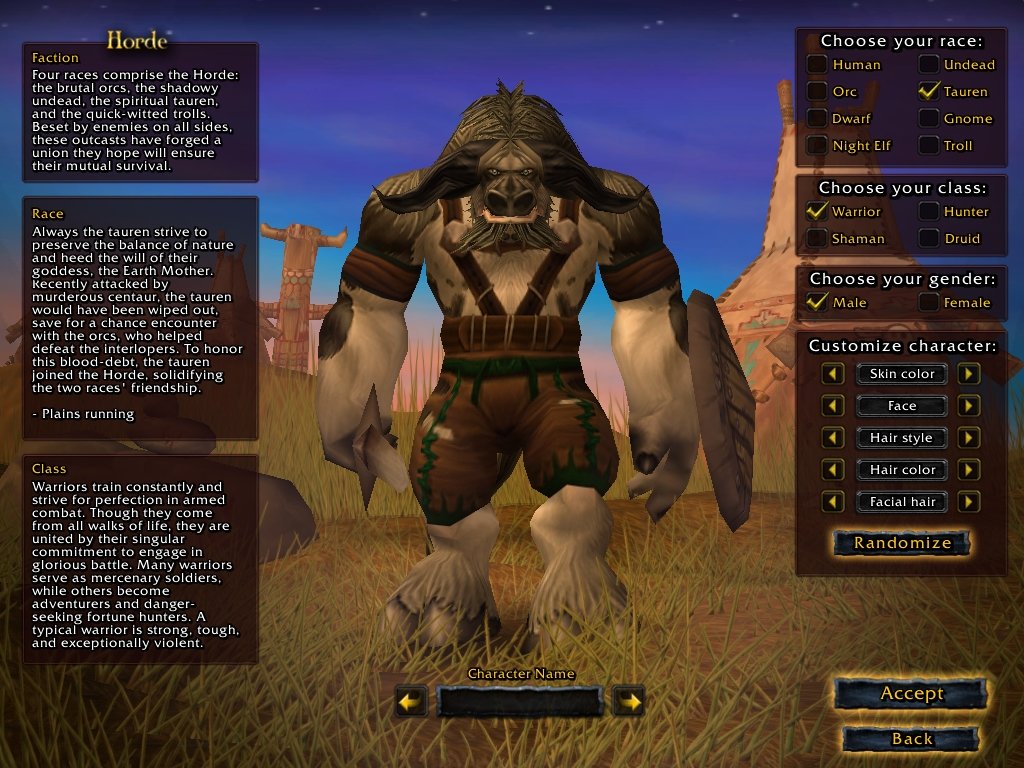 Horde
Faction
Four races comprise the Horde:
the brutal orcs, the shadowy
undead, the spiritual tauren,
and the quick-witted trolls.
Beset by enemies on all sides,
these outcasts have forged a
union they hope will ensure
their mutual survival.
Race
Always the tauren strive to
preserve the balance of nature
and heed the will of their
goddess, the Earth Mother.
Recently attacked by
murderous centaur, the tauren
would have been wiped out,
save for a chance encounter
with the orcs, who helped
defeat the interlopers. To honor
this blood-debt, the tauren
joined the Horde, solidifying
the two races' friendship.
- Plains running
Class
Warriors train constantly and
strive for perfection in armed
combat. Though they come
from all walks of life, they are
united by their singular
commitment to engage in
glorious battle. Many warriors
serve as mercenary soldiers,
while others become
adventurers and danger-
seeking fortune hunters. A
typical warrior is strong, tough,
and exceptionally violent.
Character Name
Choose your race:
Human Undead
Orc Tauren
Dwarf Gnome
Night Elf Troll
Choose your class:
Warrior Hunter
Shaman Druid
Choose your gender:
Male Female
Customize character:
Skin color
Face
Hair style
Hair color
Facial hair
Randomize
Accept
Back